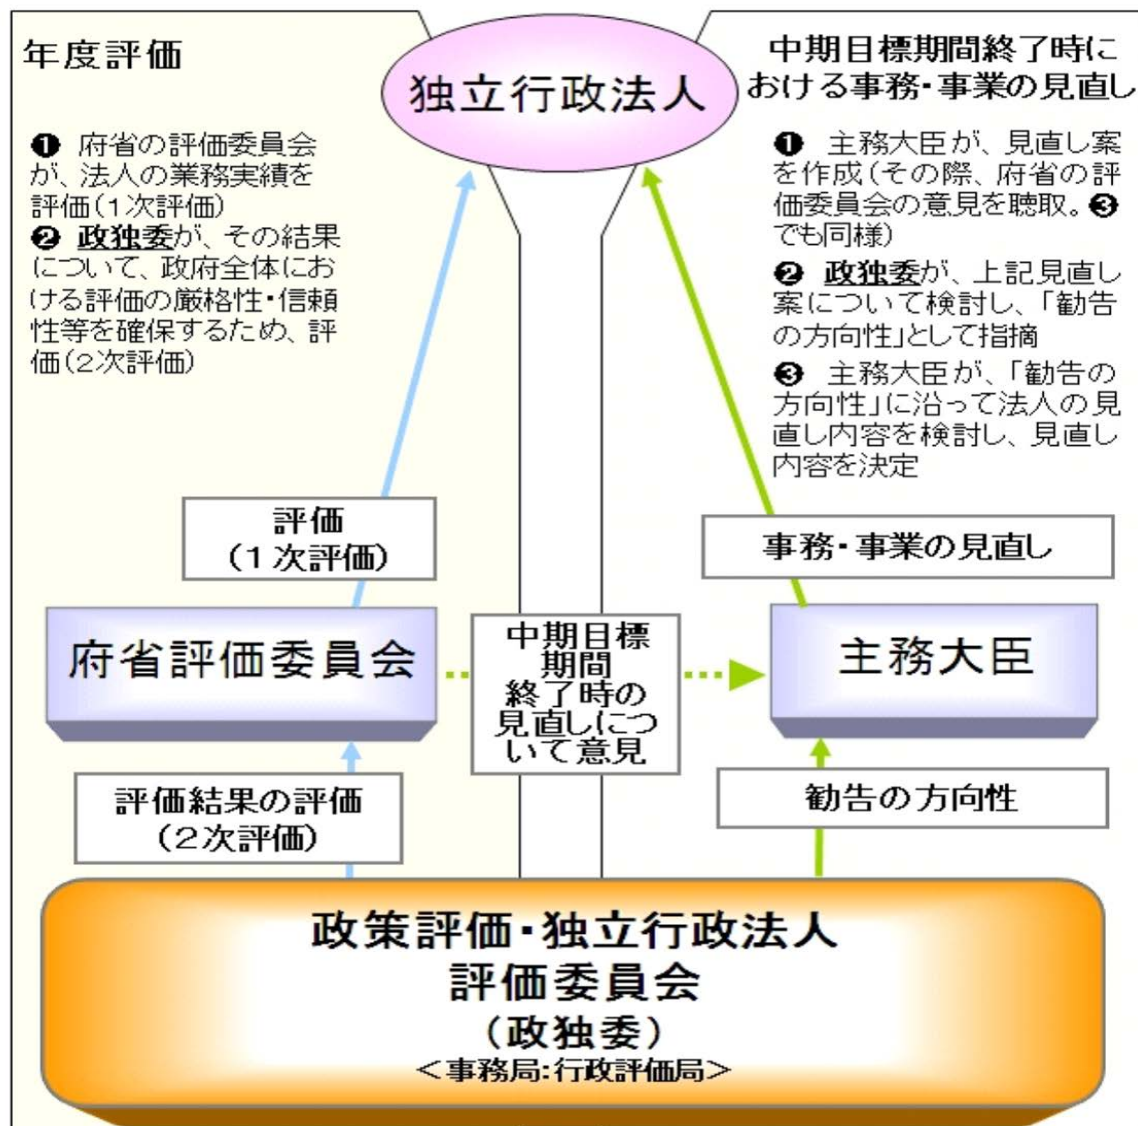 年度評価
❶ 府省の評価委員会
が、法人の業務実績を
評価(1次評価)
❷ 政独委が、その結果
について、政府全体にお
ける評価の厳格性・信頼
性等を確保するため、評
価(2次評価)
独立行政法人
中期目標期間終了時に
おける事務・事業の見直し
❶ 主務大臣が、見直し案
を作成(その際、府省の評
価委員会の意見を聴取。❸
でも同様)
❷ 政独委が、上記見直し
案について検討し、「勧告
の方向性」として指摘
❸ 主務大臣が、「勧告の
方向性」に沿って法人の見
直し内容を検討し、見直し
内容を決定
評価
(1次評価)
事務・事業の見直し
府省評価委員会
中期目標
期間
終了時の
見直しにつ
いて意見
主務大臣
評価結果の評価
(2次評価)
勧告の方向性
政策評価・独立行政法人
評価委員会
(政独委)
<事務局:行政評価局>